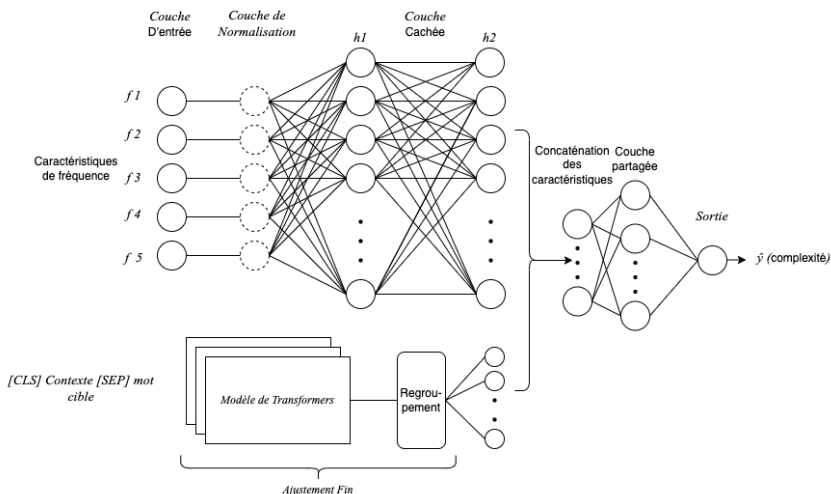 Couche
D'entrée
Couche de
Normalisation
h1
Couche
Cachée
h2
f 1
f 2
f 3
f 4
f 5
Caractéristiques
de fréquence
Concaténation
des
caractéristiques
Couche
partagée
Sortie
ŷ (complexité)
[CLS] Contexte [SEP] mot
cible
Modèle de Transformers
Regrou-
pement
Ajustement Fin